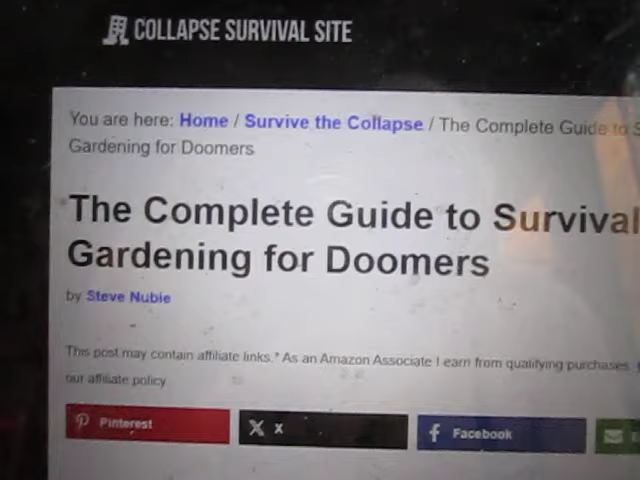 COLLAPSE SURVIVAL SITE
You are here: Home / Survive the Collapse / The Complete Guide to S
Gardening for Doomers
The Complete Guide to Survival
Gardening for Doomers
by Steve Nubie
This post may contain affiliate links.* As an Amazon Associate I earn from qualifying purchases.
our affiliate policy
Pinterest
X
Facebook